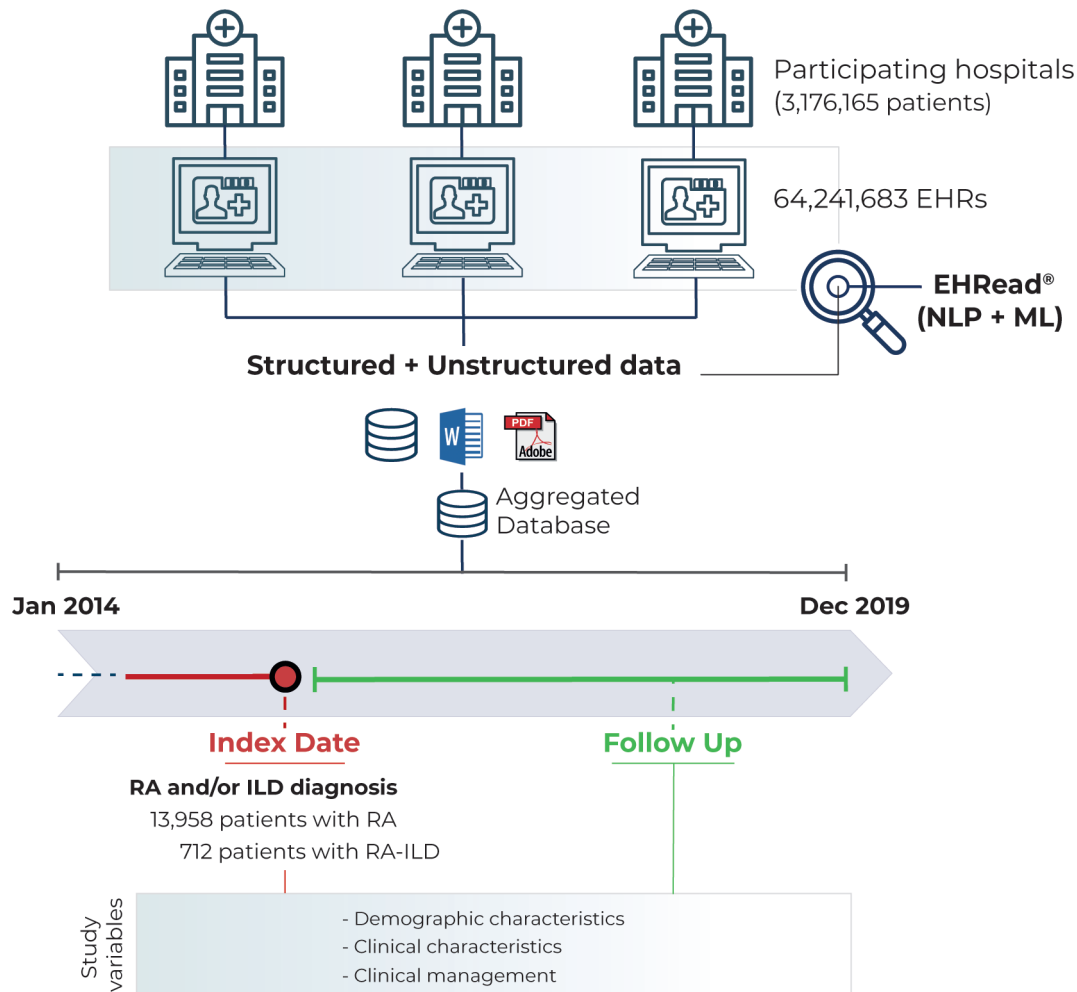 Participating hospitals
(3,176,165 patients)
64,241,683 EHRs
EHRead®
(NLP + ML)
Structured + Unstructured data
W
PDF
Adobe
Aggregated
Database
Jan 2014
Dec 2019
Index Date
Follow Up
RA and/or ILD diagnosis
13,958 patients with RA
712 patients with RA-ILD
Study
variables
- Demographic characteristics
- Clinical characteristics
- Clinical management